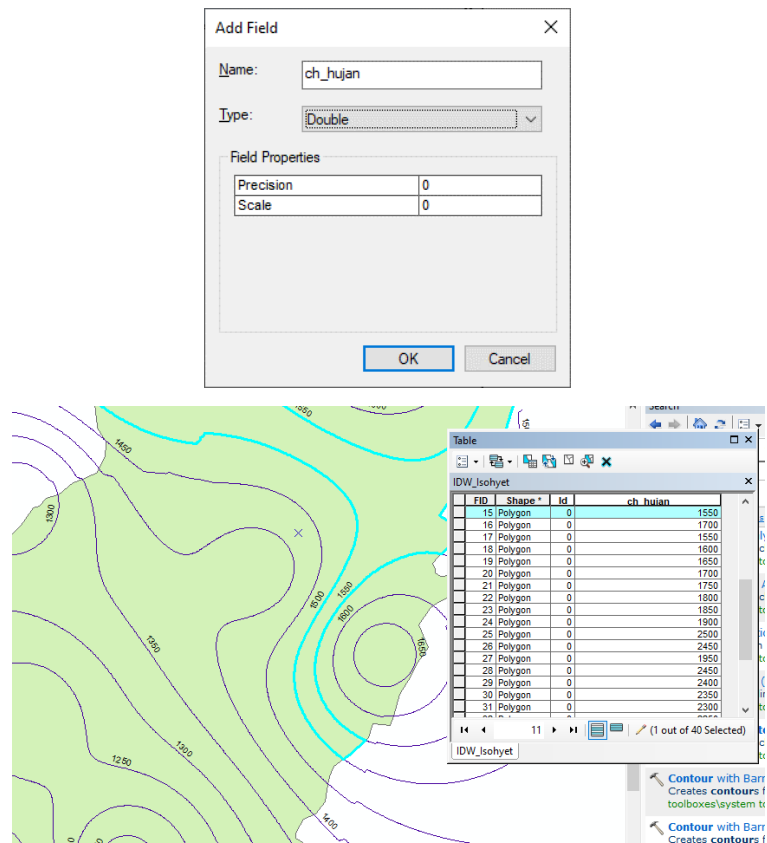 Add Field
Name:
ch_hujan
Type:
Double
Field Properties
Precision 0
Scale 0
OK
Cancel
Table
IDW_Isohyet
FID Shape * Id ch_hujan
15 Polygon 0 1550
16 Polygon 0 1700
17 Polygon 0 1550
18 Polygon 0 1600
19 Polygon 0 1650
20 Polygon 0 1700
21 Polygon 0 1750
22 Polygon 0 1800
23 Polygon 0 1850
24 Polygon 0 1900
25 Polygon 0 2500
26 Polygon 0 2450
27 Polygon 0 1950
28 Polygon 0 2450
29 Polygon 0 2400
30 Polygon 0 2350
31 Polygon 0 2300
11
(1 out of 40 Selected)
IDW_Isohyet
1450
1300
1500
1550
1600
1650
1350
1300
1250
1400
Contour with Barr
Creates contours f
toolboxes\system to
Contour with Barr
Creates contours f